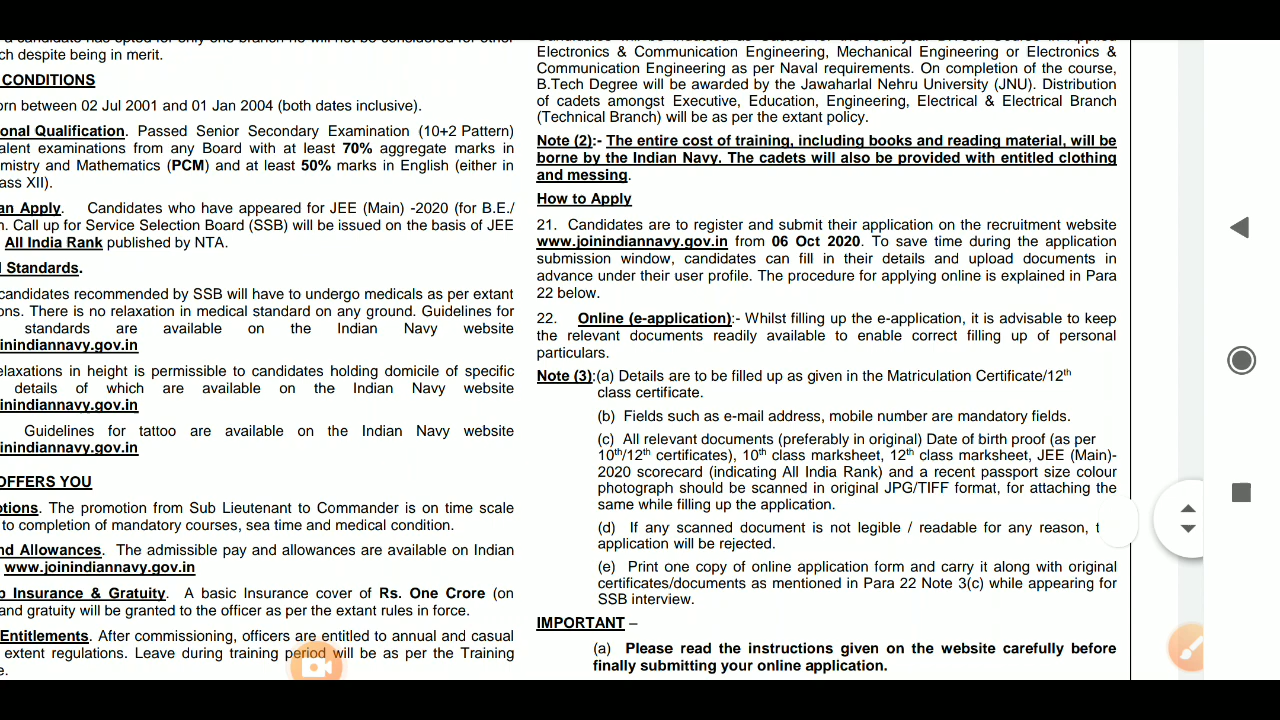 ch despite being in merit.
CONDITIONS
orn between 02 Jul 2001 and 01 Jan 2004 (both dates inclusive).
onal Qualification. Passed Senior Secondary Examination (10+2 Pattern)
alent examinations from any Board with at least 70% aggregate marks in
mistry and Mathematics (PCM) and at least 50% marks in English (either in
ass XII).
an Apply. Candidates who have appeared for JEE (Main) -2020 (for B.E./
n. Call up for Service Selection Board (SSB) will be issued on the basis of JEE
All India Rank published by NTA.
l Standards.
candidates recommended by SSB will have to undergo medicals as per extant
ons. There is no relaxation in medical standard on any ground. Guidelines for
standards are available on the Indian Navy website
inindiannavy.gov.in
elaxations in height is permissible to candidates holding domicile of specific
details of which are available on the Indian Navy website
inindiannavy.gov.in
Guidelines for tattoo are available on the Indian Navy website
inindiannavy.gov.in
OFFERS YOU
otions. The promotion from Sub Lieutenant to Commander is on time scale
to completion of mandatory courses, sea time and medical condition.
nd Allowances. The admissible pay and allowances are available on Indian
www.joinindiannavy.gov.in
p Insurance & Gratuity. A basic Insurance cover of Rs. One Crore (on
and gratuity will be granted to the officer as per the extant rules in force.
Entitlements. After commissioning, officers are entitled to annual and casual
extent regulations. Leave during training period will be as per the Training
e.
Electronics & Communication Engineering, Mechanical Engineering or Electronics &
Communication Engineering as per Naval requirements. On completion of the course,
B.Tech Degree will be awarded by the Jawaharlal Nehru University (JNU). Distribution
of cadets amongst Executive, Education, Engineering, Electrical & Electrical Branch
(Technical Branch) will be as per the extant policy.
Note (2):- The entire cost of training, including books and reading material, will be
borne by the Indian Navy. The cadets will also be provided with entitled clothing
and messing.
How to Apply
21. Candidates are to register and submit their application on the recruitment website
www.joinindiannavy.gov.in from 06 Oct 2020. To save time during the application
submission window, candidates can fill in their details and upload documents in
advance under their user profile. The procedure for applying online is explained in Para
22 below.
22. Online (e-application):- Whilst filling up the e-application, it is advisable to keep
the relevant documents readily available to enable correct filling up of personal
particulars.
Note (3):(a) Details are to be filled up as given in the Matriculation Certificate/12th
class certificate.
(b) Fields such as e-mail address, mobile number are mandatory fields.
(c) All relevant documents (preferably in original) Date of birth proof (as per
10th/12th certificates), 10th class marksheet, 12th class marksheet, JEE (Main)-
2020 scorecard (indicating All India Rank) and a recent passport size colour
photograph should be scanned in original JPG/TIFF format, for attaching the
same while filling up the application.
(d) If any scanned document is not legible / readable for any reason, t
application will be rejected.
(e) Print one copy of online application form and carry it along with original
certificates/documents as mentioned in Para 22 Note 3(c) while appearing for
SSB interview.
IMPORTANT –
(a) Please read the instructions given on the website carefully before
finally submitting your online application.